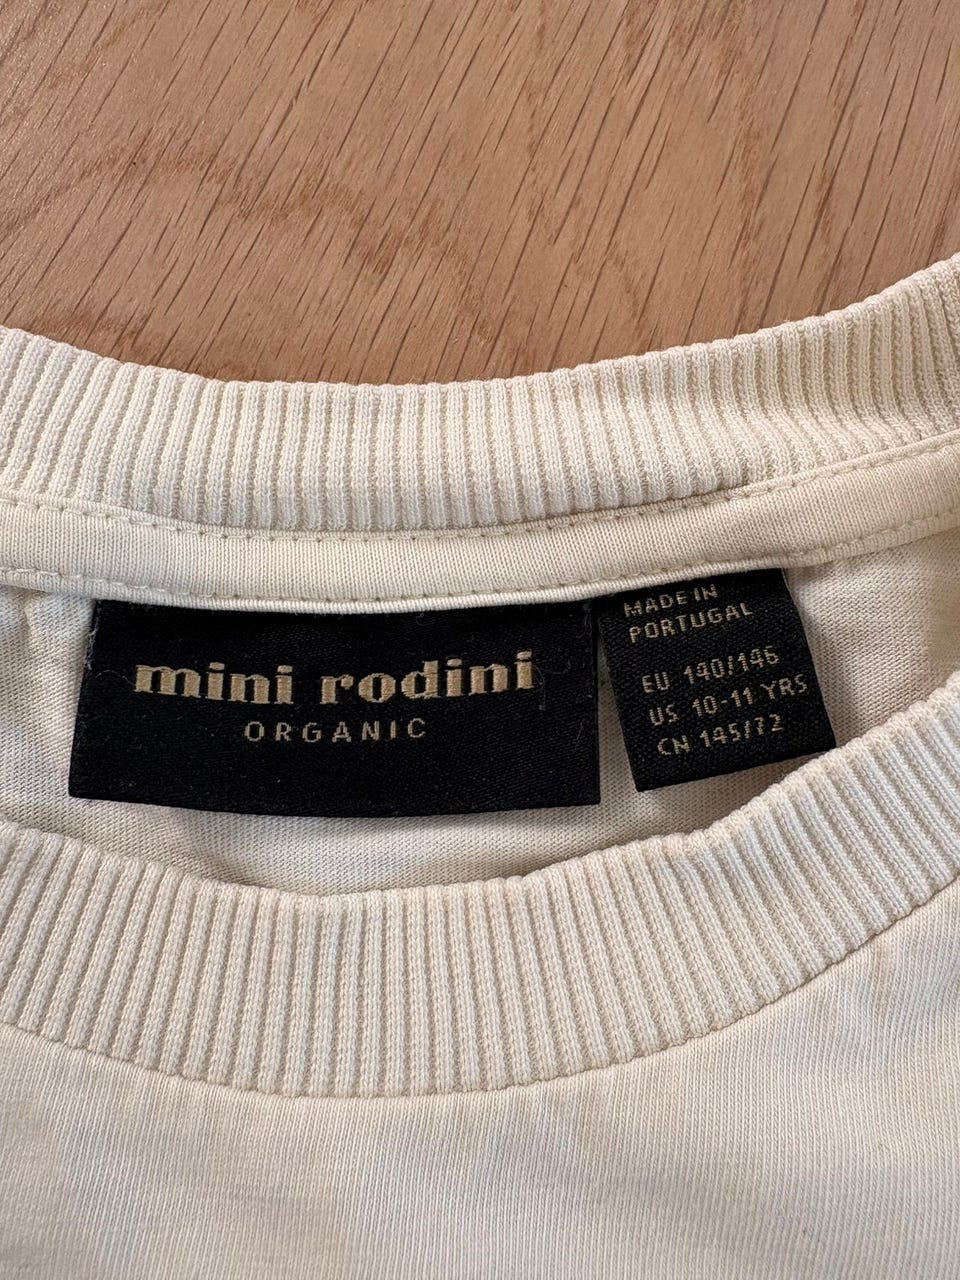 mini rodini
ORGANIC
MADE IN
PORTUGAL
EU 140/146
US 10-11 YRS
CN 145/72